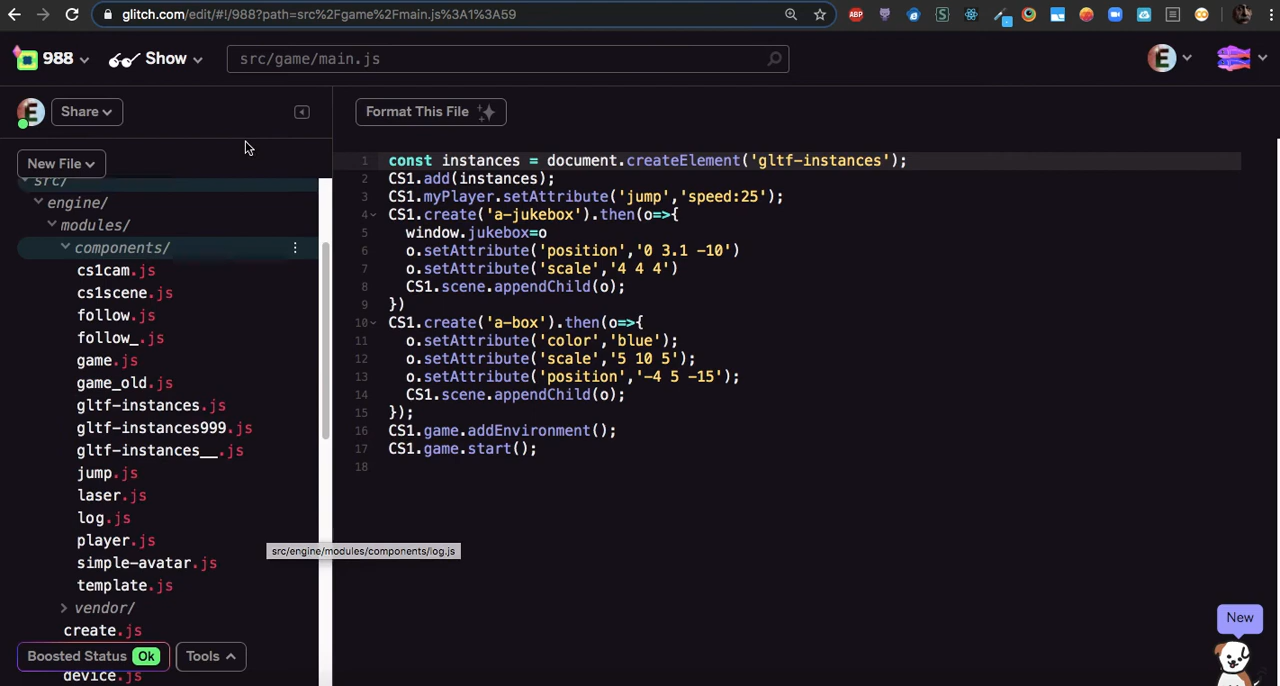 glitch.com/edit/#!/988?path=src%2Fgame%2Fmain.js%3A1%3A59
ABP
988
Show
src/game/main.js
E
E
Share
Format This File
New File
src/
engine/
modules/
components/
cs1cam.js
cs1scene.js
follow.js
follow_.js
game.js
game_old.js
gltf-instances.js
gltf-instances999.js
gltf-instances__.js
jump.js
laser.js
log.js
player.js
src/engine/modules/components/log.js
simple-avatar.js
template.js
vendor/
create.js
Boosted Status Ok
Tools
device.js
1 const instances = document.createElement('gltf-instances');
2 CS1.add(instances);
3 CS1.myPlayer.setAttribute('jump','speed:25');
4 CS1.create('a-jukebox').then(o=>{
5 window.jukebox=o
6 o.setAttribute('position','0 3.1 -10')
7 o.setAttribute('scale','4 4 4')
8 CS1.scene.appendChild(o);
9 })
10 CS1.create('a-box').then(o=>{
11 o.setAttribute('color','blue');
12 o.setAttribute('scale','5 10 5');
13 o.setAttribute('position','-4 5 -15');
14 CS1.scene.appendChild(o);
15 });
16 CS1.game.addEnvironment();
17 CS1.game.start();
18
New